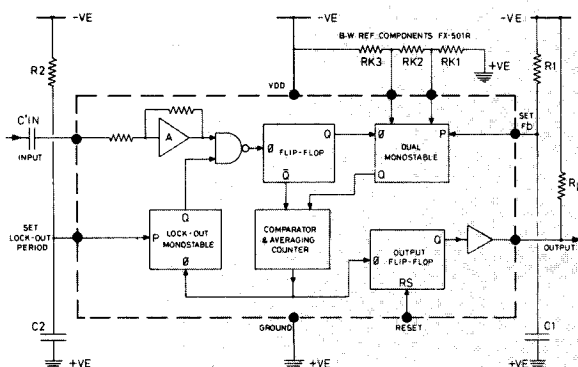 -VE
-VE
-VE
B-W REF. COMPONENTS FX-501R
R2
RK3
RK2
RK1
+VE
R1
VDD
C'IN
INPUT
A
Q
FLIP-FLOP
Q̄
Ø
P
DUAL
MONOSTABLE
Q
SET
Fb
SET
LOCK-OUT
PERIOD
Q
P
LOCK-OUT
MONOSTABLE
Ø
COMPARATOR
& AVERAGING
COUNTER
Ø
Q
OUTPUT
FLIP-FLOP
RS
OUTPUT
C2
+VE
GROUND
+VE
RESET
C1
+VE
Ø